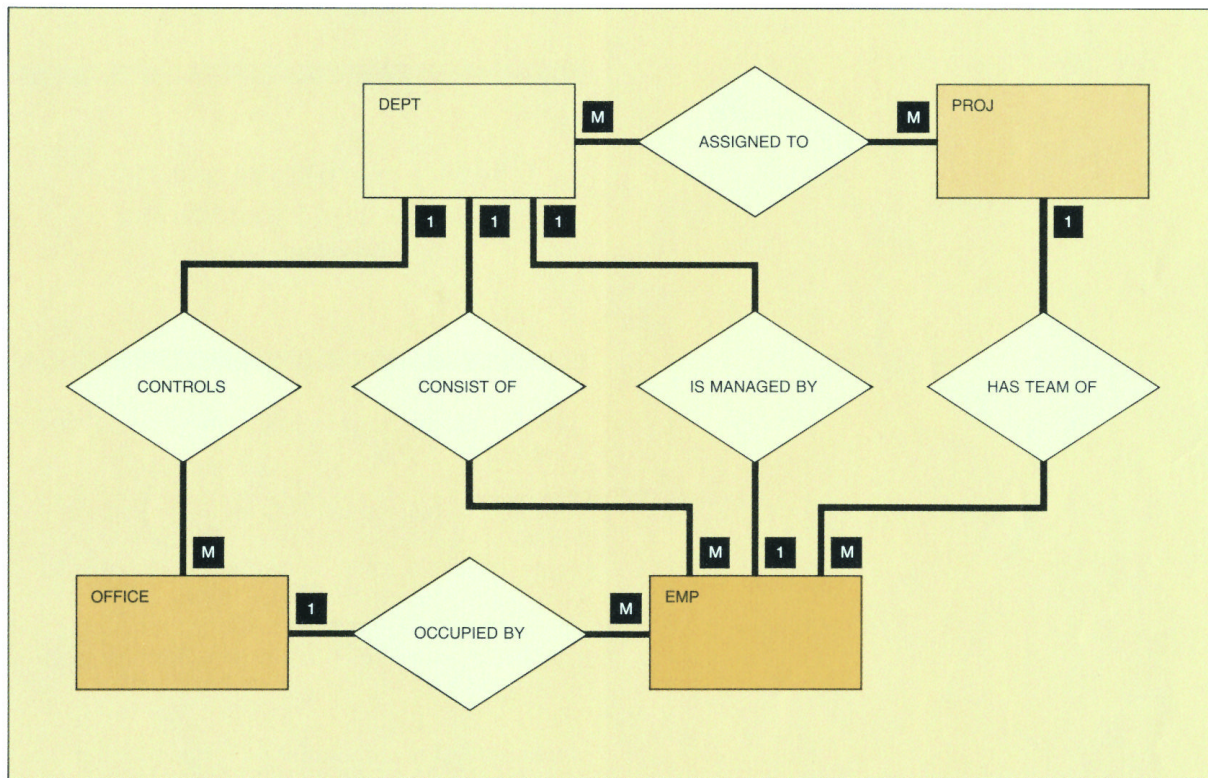 DEPT
M
ASSIGNED TO
M
PROJ
1
1
1
1
CONTROLS
CONSIST OF
IS MANAGED BY
HAS TEAM OF
M
M
1
M
OFFICE
1
OCCUPIED BY
M
EMP